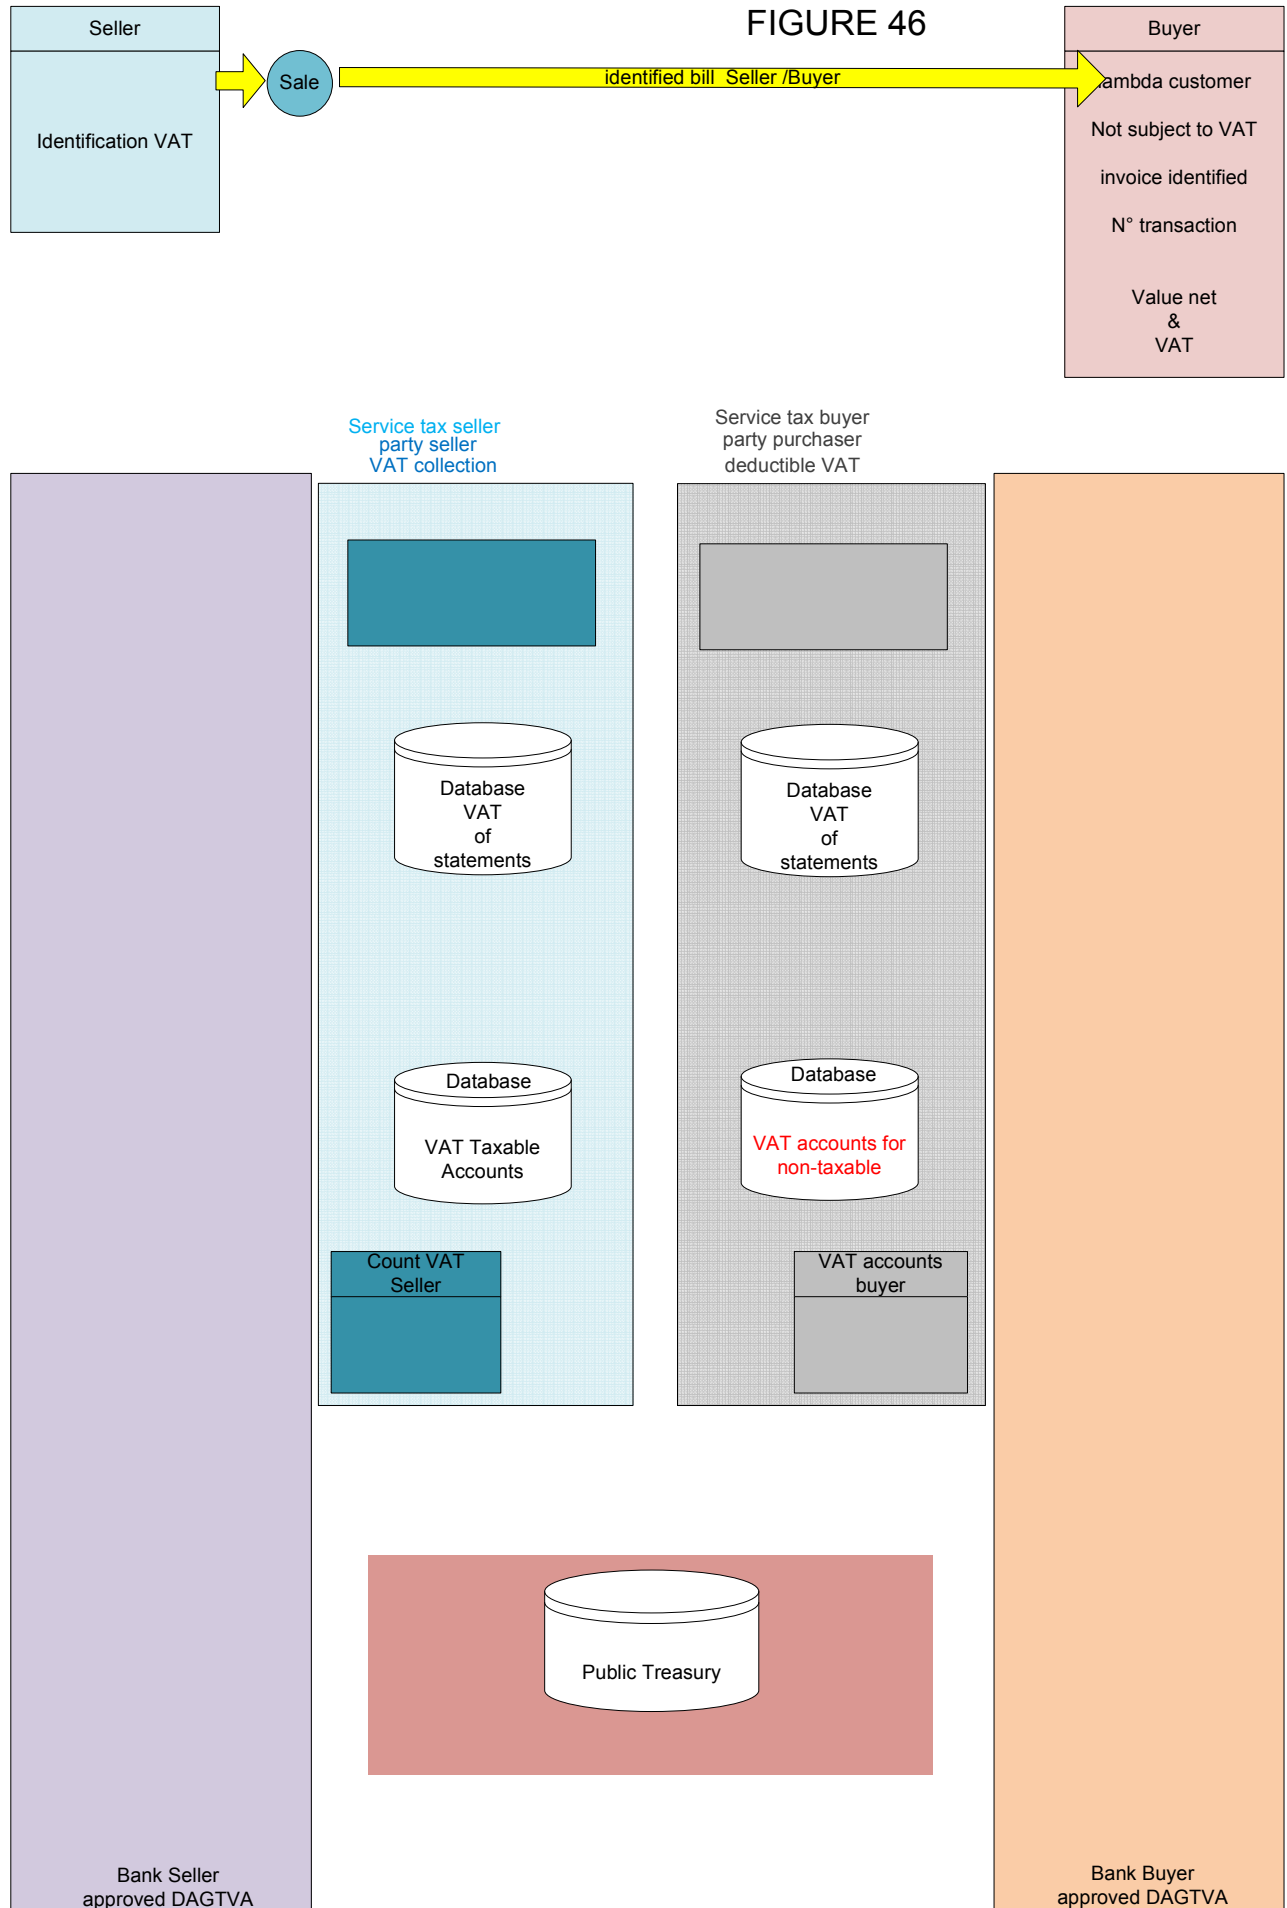 FIGURE 46
Seller
Identification VAT
Sale
identified bill  Seller /Buyer
Buyer
lambda customer
Not subject to VAT
invoice identified
N° transaction
Value net
&
VAT
Service tax seller
party seller
VAT collection
Service tax buyer
party purchaser
deductible VAT
Database
VAT
of
statements
Database
VAT
of
statements
Database
VAT Taxable
Accounts
Database
VAT accounts for
non-taxable
Count VAT
Seller
VAT accounts
buyer
Public Treasury
Bank Seller
approved DAGTVA
Bank Buyer
approved DAGTVA